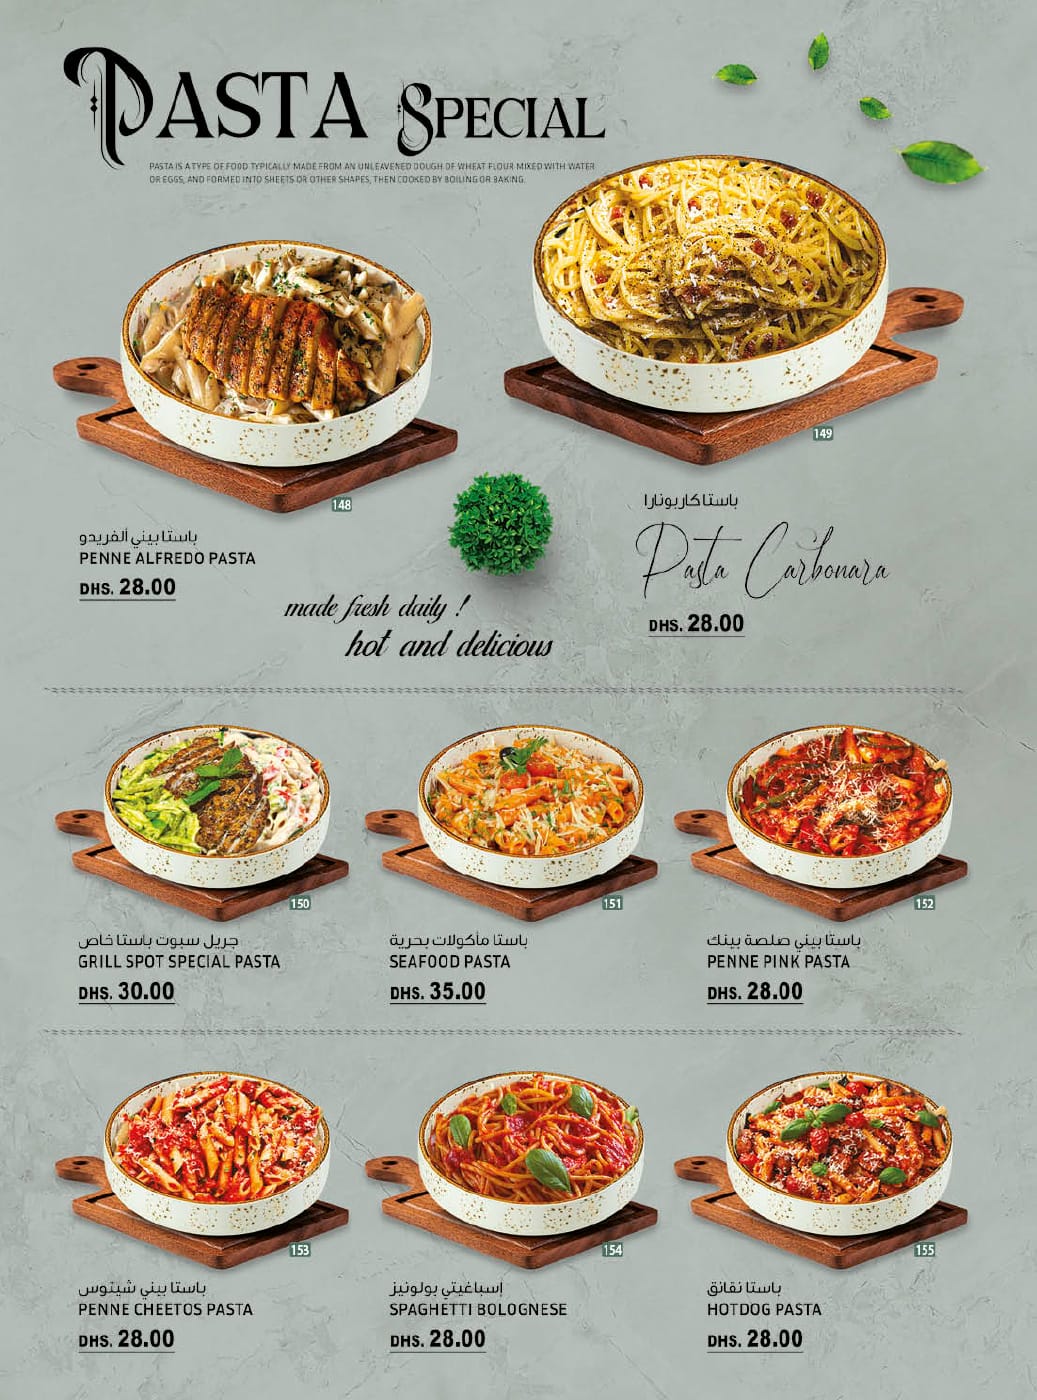 PASTA SPECIAL
PASTA IS A TYPE OF FOOD TYPICALLY MADE FROM AN UNLEAVENED DOUGH OF WHEAT FLOUR MIXED WITH WATER
OR EGGS, AND FORMED INTO SHEETS OR OTHER SHAPES, THEN COOKED BY BOILING OR BAKING.
148
باستا بيني ألفريدو
PENNE ALFREDO PASTA
DHS. 28.00
149
باستا كاربونارا
Pasta Carbonara
DHS. 28.00
made fresh daily !
hot and delicious
150
جريل سبوت باستا خاص
GRILL SPOT SPECIAL PASTA
DHS. 30.00
151
باستا مأكولات بحرية
SEAFOOD PASTA
DHS. 35.00
152
باستا بيني صلصة بينك
PENNE PINK PASTA
DHS. 28.00
153
باستا بيني شيتوس
PENNE CHEETOS PASTA
DHS. 28.00
154
إسباغيتي بولونيز
SPAGHETTI BOLOGNESE
DHS. 28.00
155
باستا نقانق
HOTDOG PASTA
DHS. 28.00